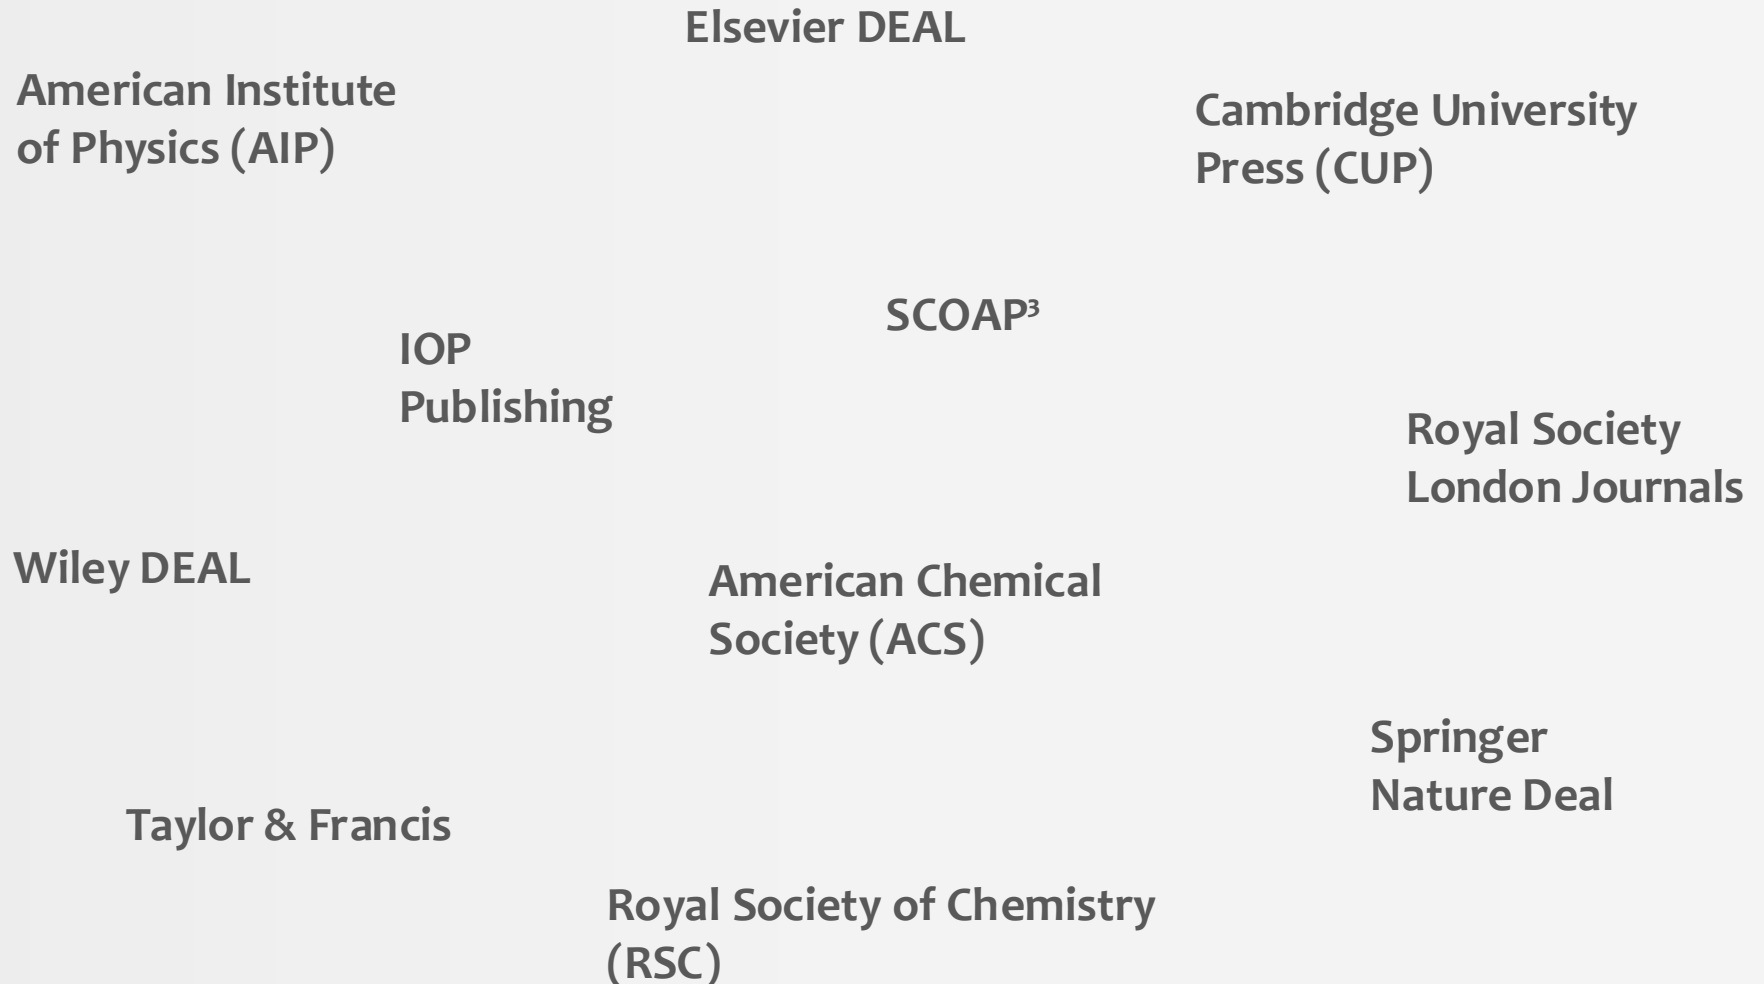 Elsevier DEAL
American Institute
of Physics (AIP)
Cambridge University
Press (CUP)
SCOAP³
IOP
Publishing
Royal Society
London Journals
Wiley DEAL
American Chemical
Society (ACS)
Springer
Nature Deal
Taylor & Francis
Royal Society of Chemistry
(RSC)